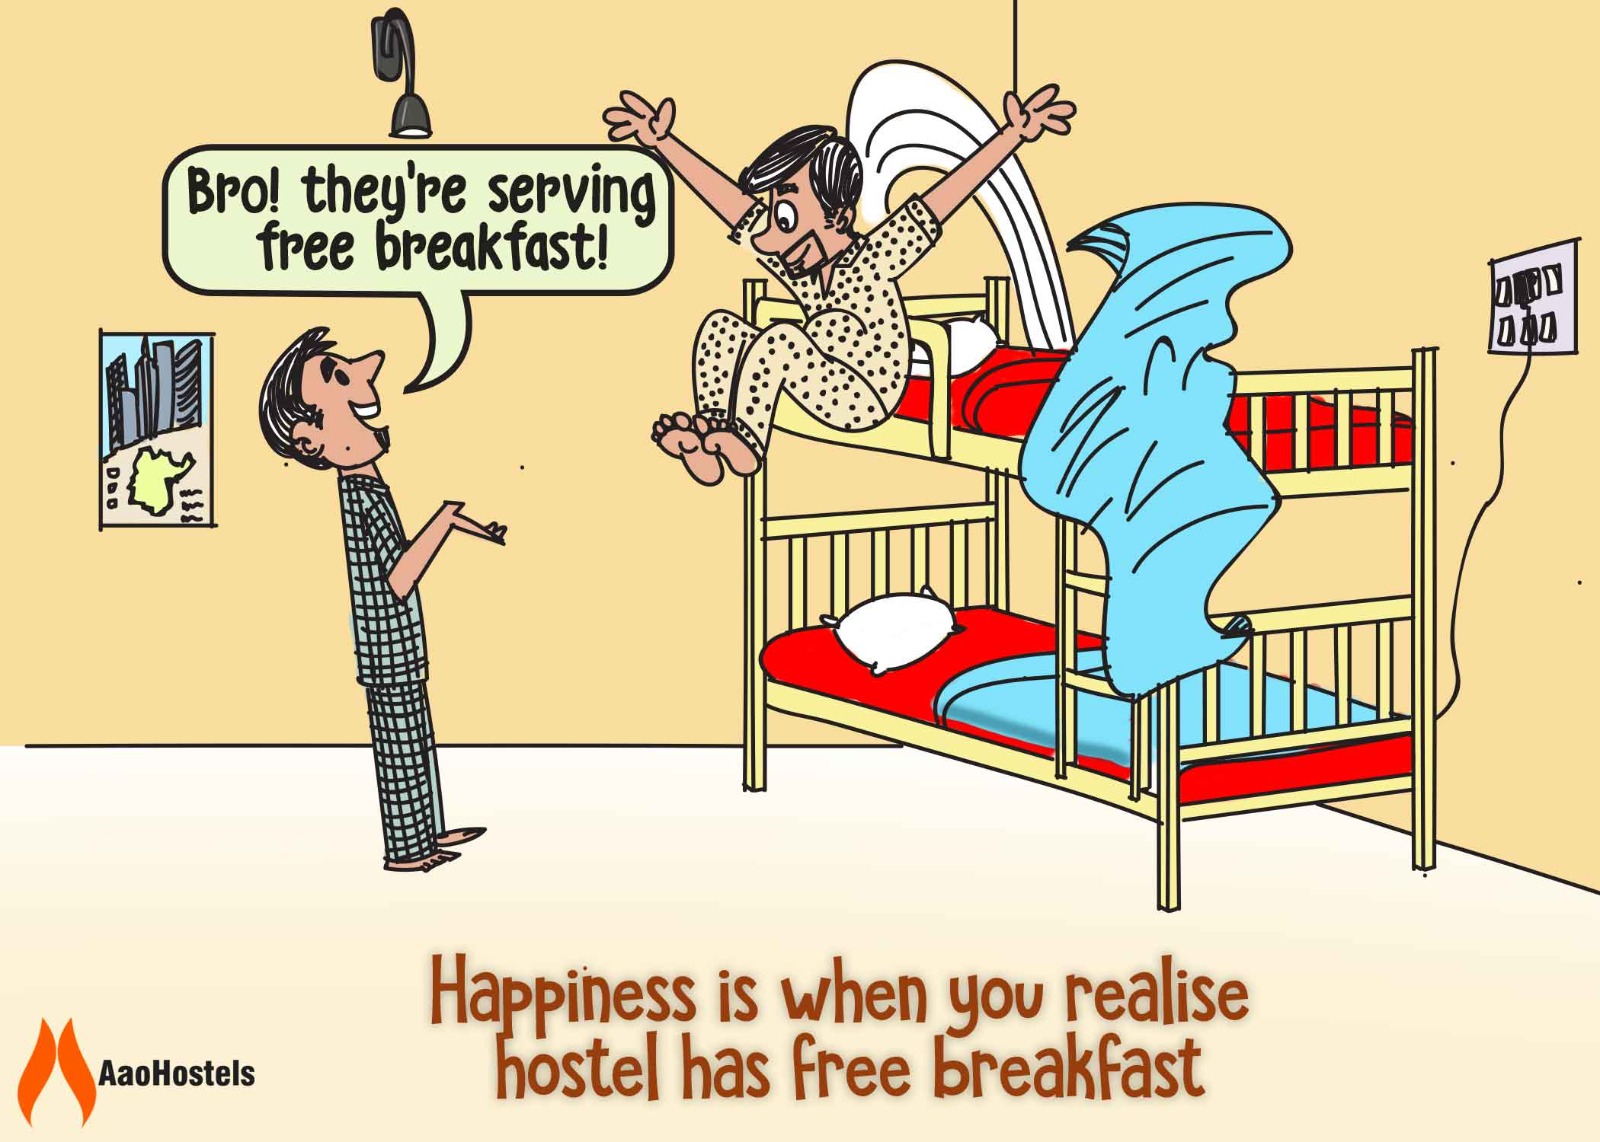 Bro! they're serving
free breakfast!
Happiness is when you realise
hostel has free breakfast
AaoHostels